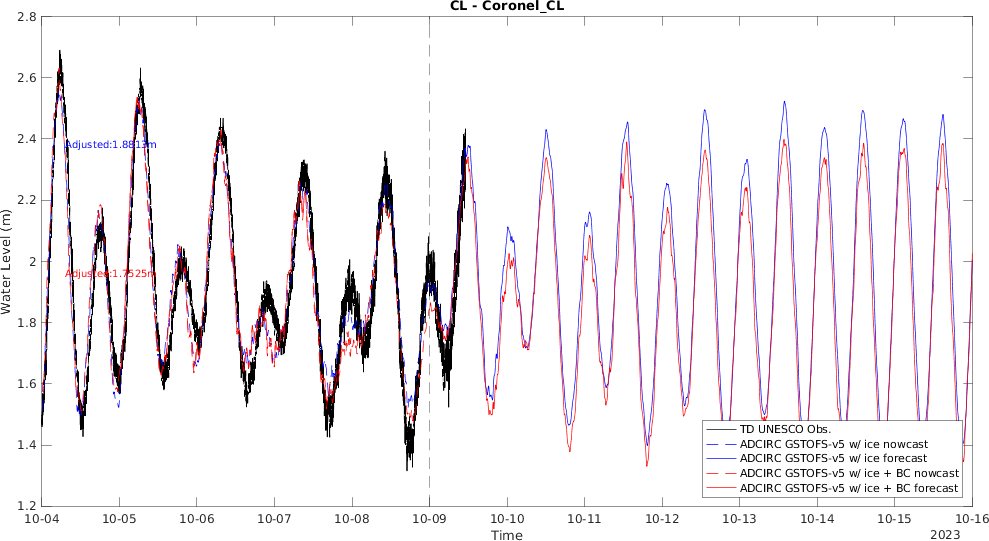 CL - Coronel_CL
2.8
2.6
2.4
2.2
2
1.8
1.6
1.4
1.2
Water Level (m)
Adjusted:1.8813m
Adjusted:1.7525m
TD UNESCO Obs.
ADCIRC GSTOFS-v5 w/ ice nowcast
ADCIRC GSTOFS-v5 w/ ice forecast
ADCIRC GSTOFS-v5 w/ ice + BC nowcast
ADCIRC GSTOFS-v5 w/ ice + BC forecast
10-04 10-05 10-06 10-07 10-08 10-09 10-10 10-11 10-12 10-13 10-14 10-15 10-16
Time
2023